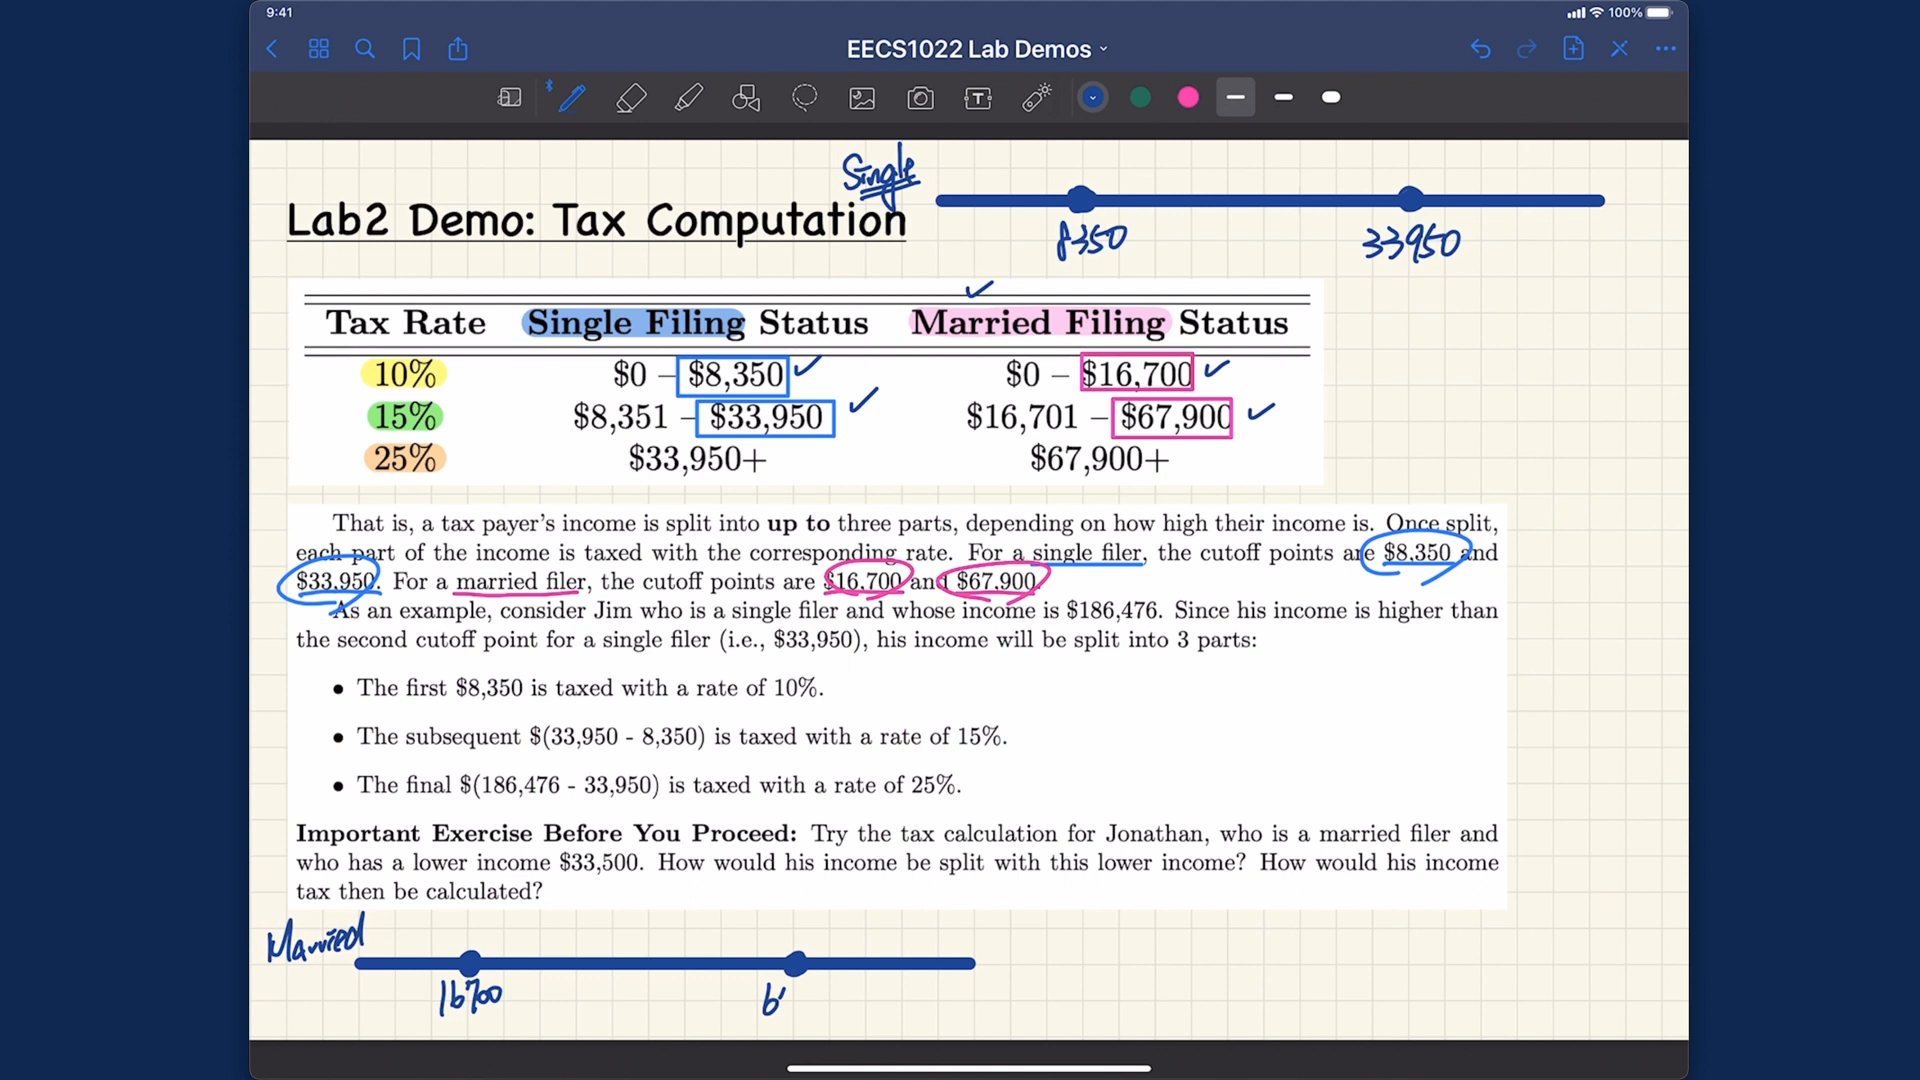 9:41
100%
EECS1022 Lab Demos
Single
8350
33950
Lab2 Demo: Tax Computation
Tax Rate Single Filing Status Married Filing Status
10% $0 – $8,350 $0 – $16,700
15% $8,351 – $33,950 $16,701 – $67,900
25% $33,950+ $67,900+
That is, a tax payer's income is split into up to three parts, depending on how high their income is. Once split,
each part of the income is taxed with the corresponding rate. For a single filer, the cutoff points are $8,350 and
$33,950. For a married filer, the cutoff points are $16,700 and $67,900.
As an example, consider Jim who is a single filer and whose income is $186,476. Since his income is higher than
the second cutoff point for a single filer (i.e., $33,950), his income will be split into 3 parts:
• The first $8,350 is taxed with a rate of 10%.
• The subsequent $(33,950 - 8,350) is taxed with a rate of 15%.
• The final $(186,476 - 33,950) is taxed with a rate of 25%.
Important Exercise Before You Proceed: Try the tax calculation for Jonathan, who is a married filer and
who has a lower income $33,500. How would his income be split with this lower income? How would his income
tax then be calculated?
Married
16700
6